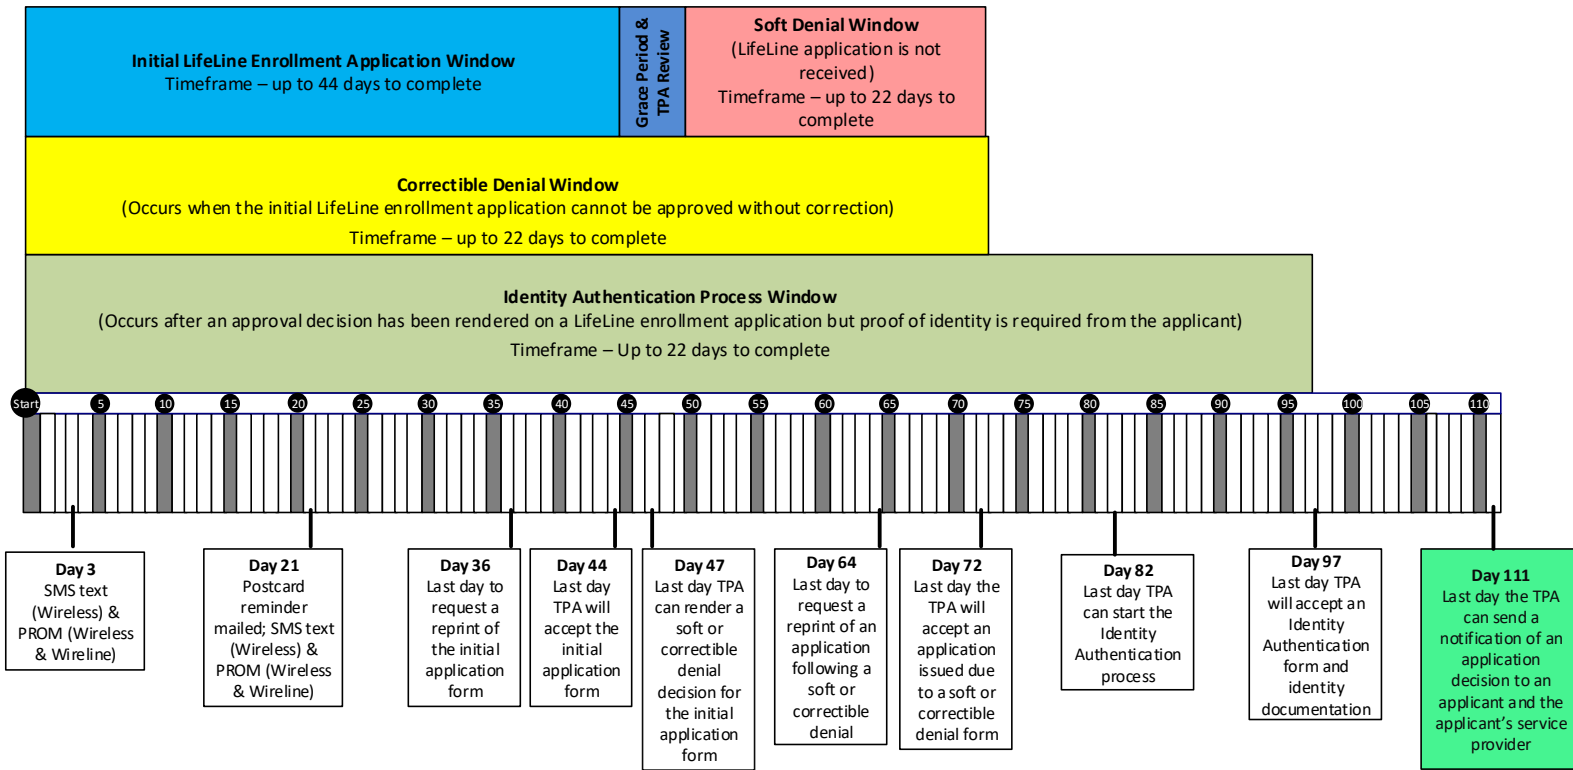 Initial LifeLine Enrollment Application Window
Timeframe – up to 44 days to complete
Grace Period &
TPA Review
Soft Denial Window
(LifeLine application is not
received)
Timeframe – up to 22 days to
complete
Correctible Denial Window
(Occurs when the initial LifeLine enrollment application cannot be approved without correction)
Timeframe – up to 22 days to complete
Identity Authentication Process Window
(Occurs after an approval decision has been rendered on a LifeLine enrollment application but proof of identity is required from the applicant)
Timeframe – Up to 22 days to complete
Start 5 10 15 20 25 30 35 40 45 50 55 60 65 70 75 80 85 90 95 100 105 110
Day 3
SMS text
(Wireless) &
PROM (Wireless
& Wireline)
Day 21
Postcard
reminder
mailed; SMS text
(Wireless) &
PROM (Wireless
& Wireline)
Day 36
Last day to
request a
reprint of
the initial
application
form
Day 44
Last day
TPA will
accept the
initial
application
form
Day 47
Last day TPA
can render a
soft or
correctible
denial
decision for
the initial
application
form
Day 64
Last day to
request a
reprint of an
application
following a
soft or
correctible
denial
Day 72
Last day the
TPA will
accept an
application
issued due
to a soft or
correctible
denial form
Day 82
Last day TPA
can start the
Identity
Authentication
process
Day 97
Last day TPA
will accept an
Identity
Authentication
form and
identity
documentation
Day 111
Last day the TPA
can send a
notification of an
application
decision to an
applicant and the
applicant's service
provider